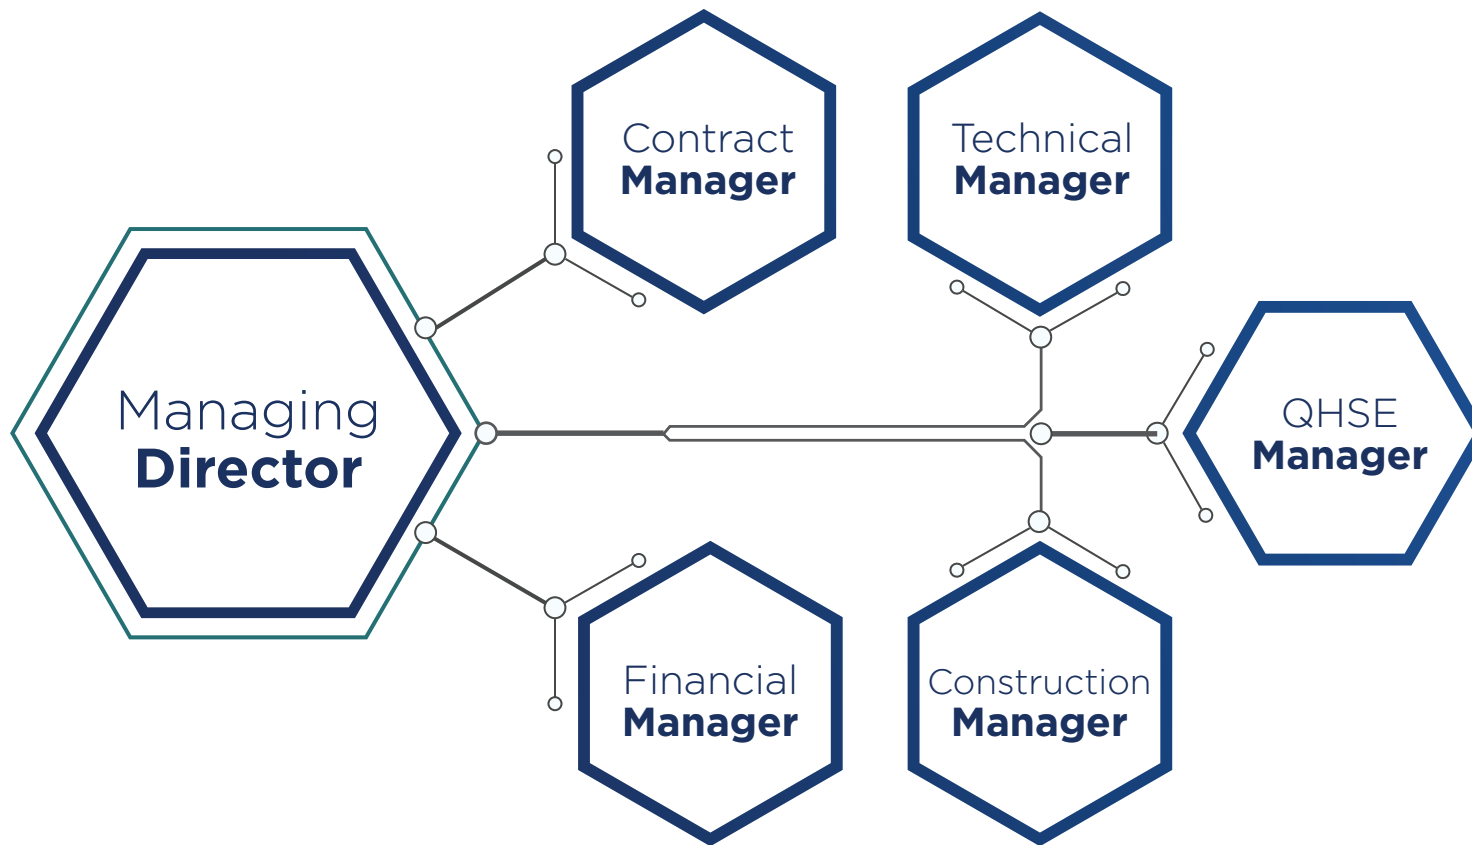 Contract
Manager
Technical
Manager
Managing
Director
QHSE
Manager
Financial
Manager
Construction
Manager